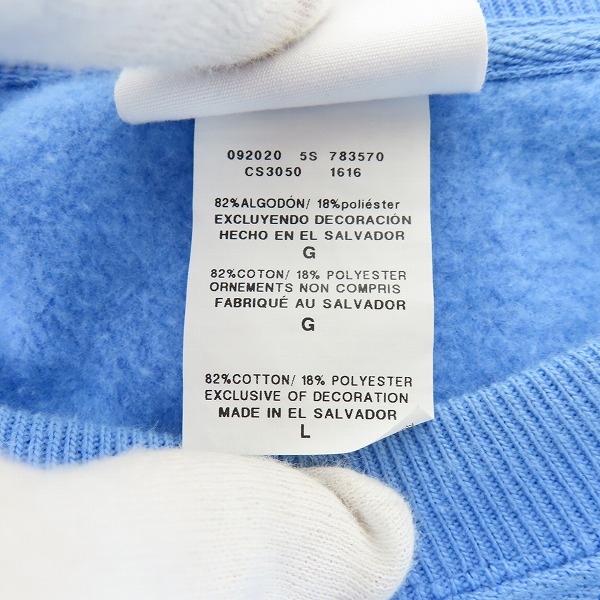 092020 5S 783570
CS3050 1616
82%ALGODÓN/ 18%poliéster
EXCLUYENDO DECORACIÓN
HECHO EN EL SALVADOR
G
82%COTON/ 18% POLYESTER
ORNEMENTS NON COMPRIS
FABRIQUÉ AU SALVADOR
G
82%COTTON/ 18% POLYESTER
EXCLUSIVE OF DECORATION
MADE IN EL SALVADOR
L